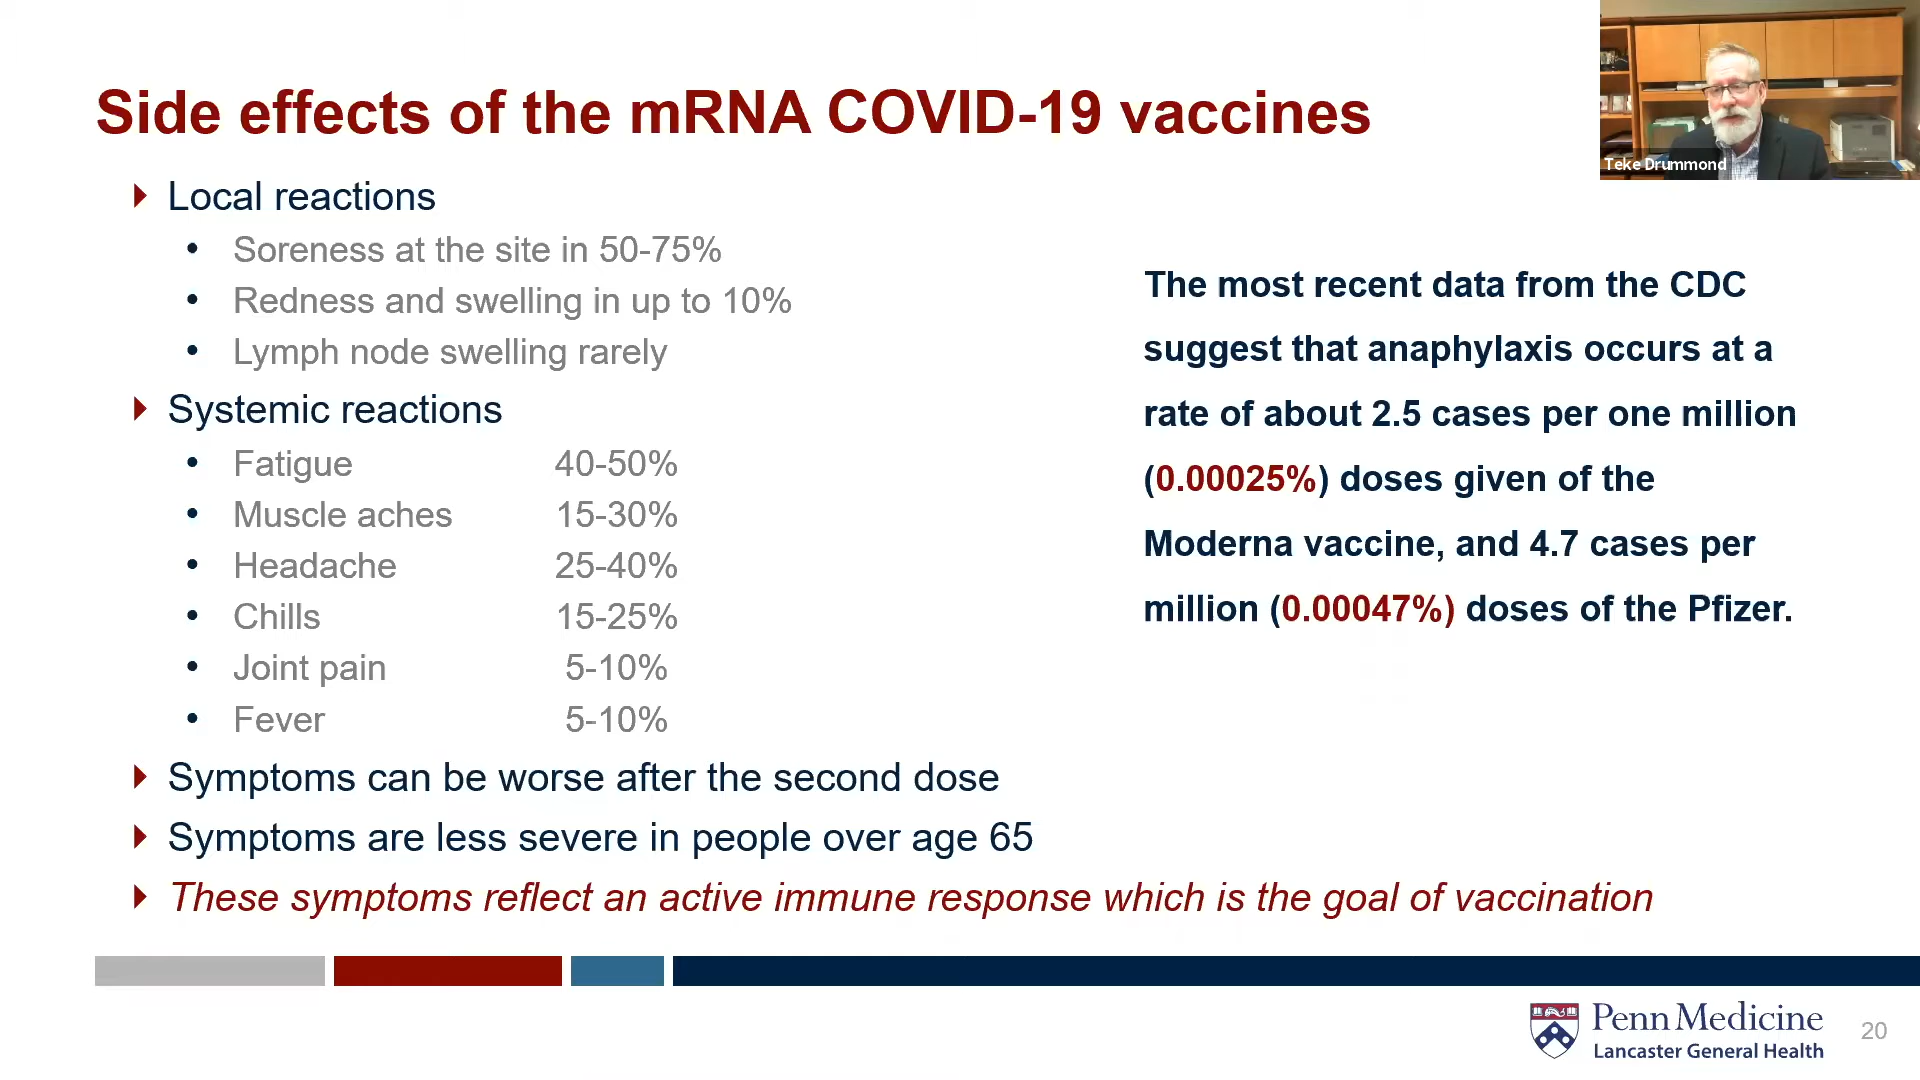 Side effects of the mRNA COVID-19 vaccines
Teke Drummond
Local reactions
• Soreness at the site in 50-75%
• Redness and swelling in up to 10%
• Lymph node swelling rarely
Systemic reactions
• Fatigue 40-50%
• Muscle aches 15-30%
• Headache 25-40%
• Chills 15-25%
• Joint pain 5-10%
• Fever 5-10%
Symptoms can be worse after the second dose
Symptoms are less severe in people over age 65
These symptoms reflect an active immune response which is the goal of vaccination
The most recent data from the CDC
suggest that anaphylaxis occurs at a
rate of about 2.5 cases per one million
(0.00025%) doses given of the
Moderna vaccine, and 4.7 cases per
million (0.00047%) doses of the Pfizer.
Penn Medicine
Lancaster General Health
20